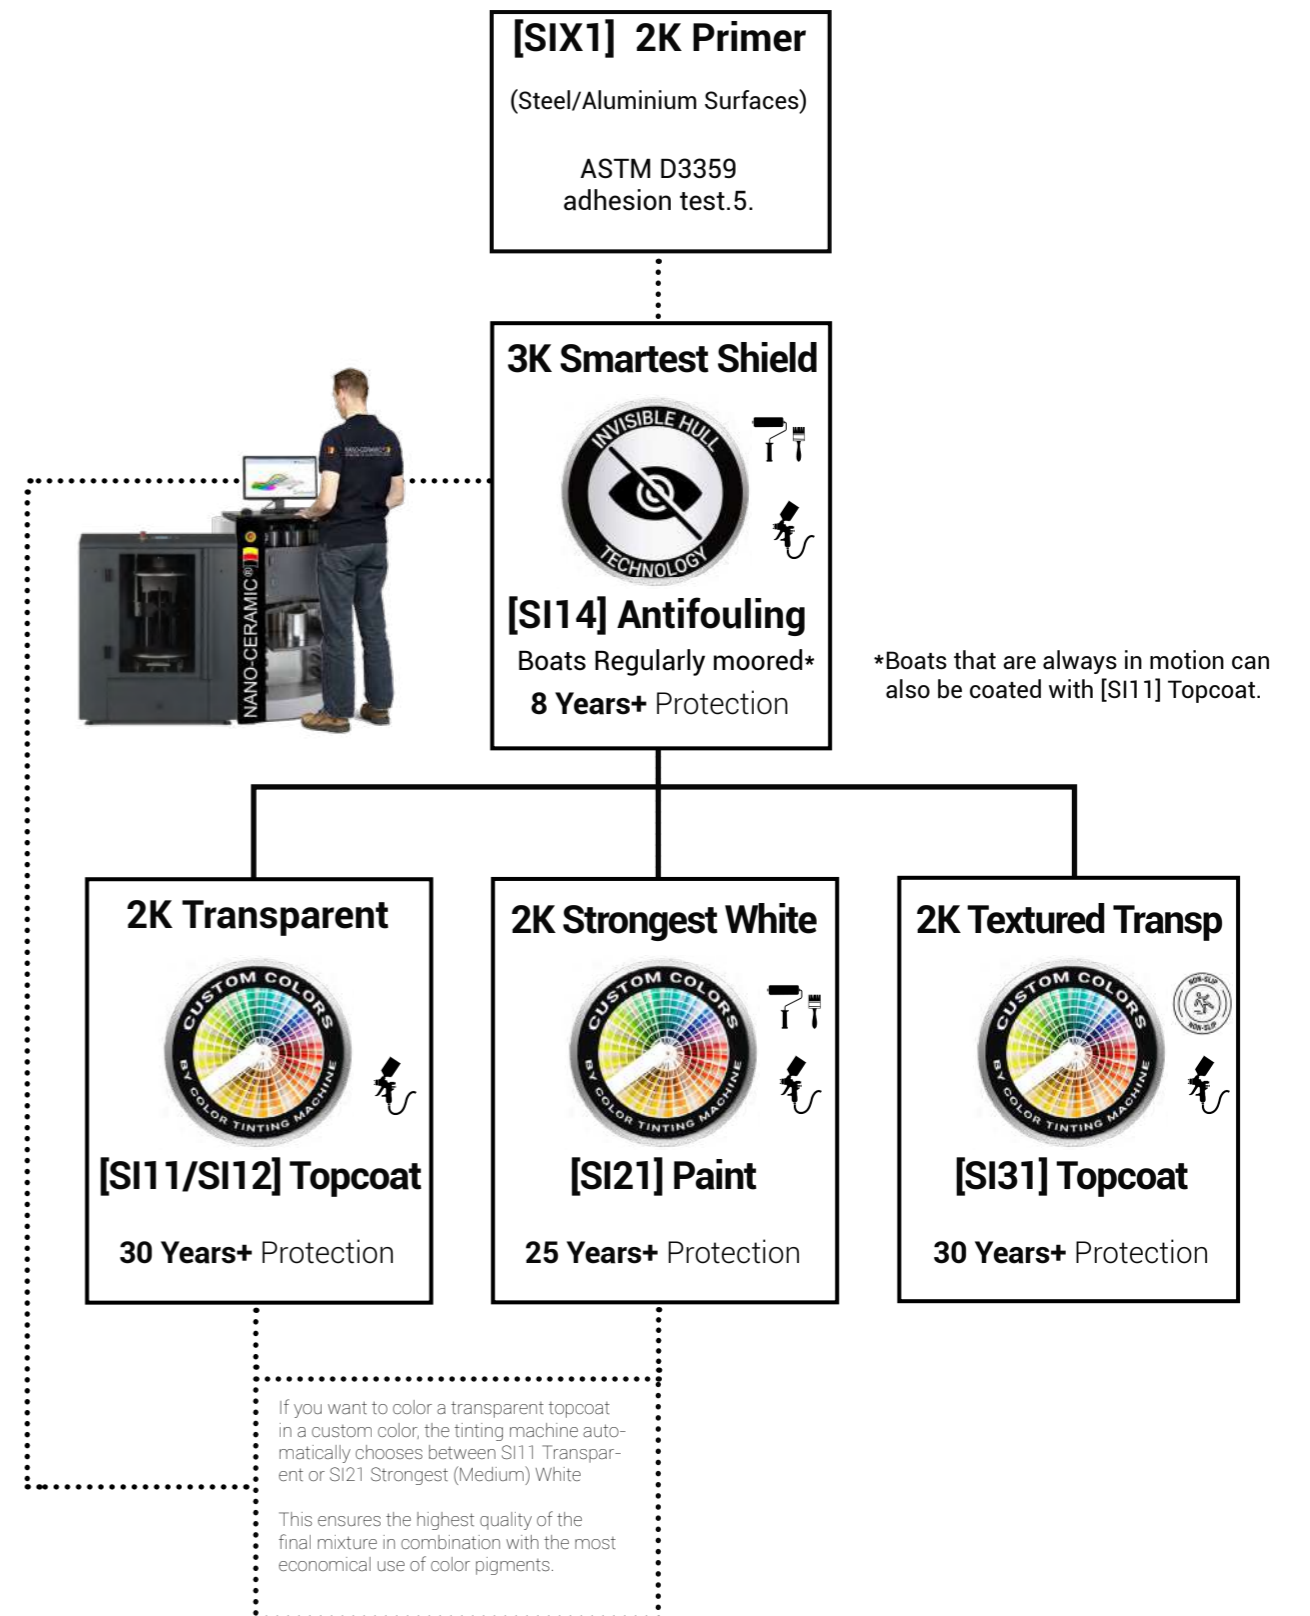 [SIX1] 2K Primer
(Steel/Aluminium Surfaces)
ASTM D3359
adhesion test.5.
3K Smartest Shield
INVISIBLE HULL
TECHNOLOGY
[SI14] Antifouling
Boats Regularly moored*
8 Years+ Protection
*Boats that are always in motion can
also be coated with [SI11] Topcoat.
NANO-CERAMIC®
2K Transparent
CUSTOM COLORS
BY COLOR TINTING MACHINE
[SI11/SI12] Topcoat
30 Years+ Protection
2K Strongest White
CUSTOM COLORS
BY COLOR TINTING MACHINE
[SI21] Paint
25 Years+ Protection
2K Textured Transp
CUSTOM COLORS
BY COLOR TINTING MACHINE
NON-SLIP
NON-SLIP
[SI31] Topcoat
30 Years+ Protection
If you want to color a transparent topcoat
in a custom color, the tinting machine auto-
matically chooses between SI11 Transpar-
ent or SI21 Strongest (Medium) White
This ensures the highest quality of the
final mixture in combination with the most
economical use of color pigments.